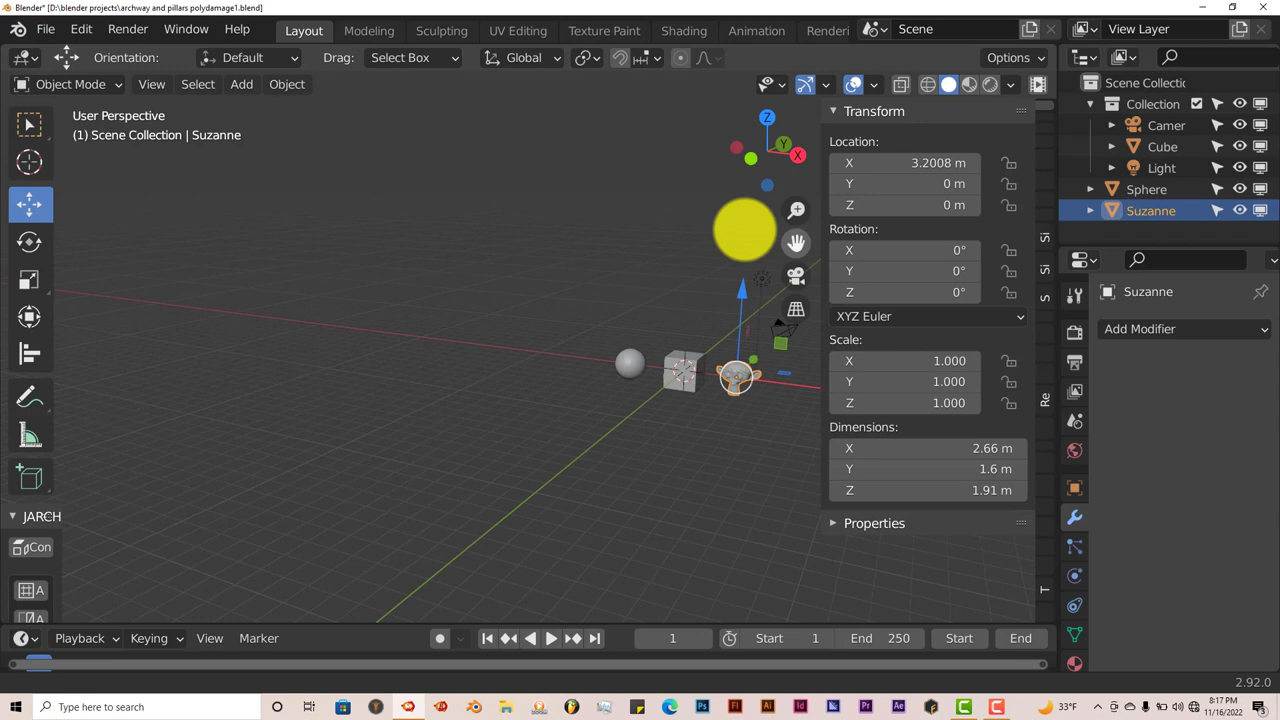 Blender* [D:\blender projects\archway and pillars polydamage1.blend]
File Edit Render Window Help Layout Modeling Sculpting UV Editing Texture Paint Shading Animation Renderi Scene View Layer
Orientation: Default Drag: Select Box Global Options
Object Mode View Select Add Object
User Perspective
(1) Scene Collection | Suzanne
Z
Y
X
Transform
Location:
X 3.2008 m
Y 0 m
Z 0 m
Rotation:
X 0°
Y 0°
Z 0°
XYZ Euler
Scale:
X 1.000
Y 1.000
Z 1.000
Dimensions:
X 2.66 m
Y 1.6 m
Z 1.91 m
Properties
Si
Si
S
Re
T
Scene Collectic
Collection
Camer
Cube
Light
Sphere
Suzanne
Suzanne
Add Modifier
JARCH
Con
A
A
Playback Keying View Marker 1 Start 1 End 250 Start End
2.92.0
Type here to search
33°F
8:17 PM
11/16/2022